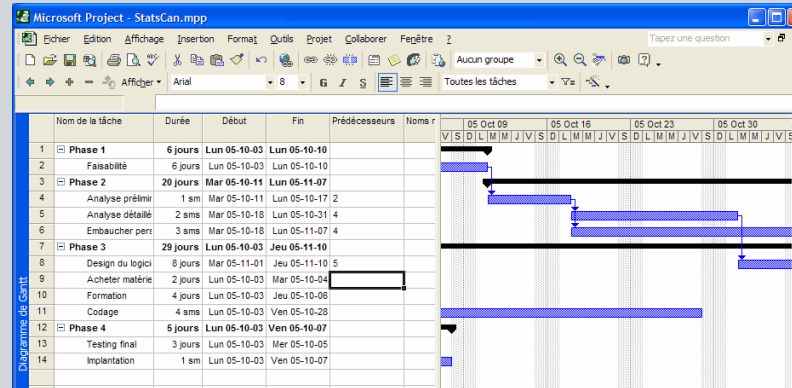 Microsoft Project - StatsCan.mpp
Fichier Edition Affichage Insertion Format Outils Projet Collaborer Fenêtre ?
Tapez une question
Aucun groupe
Afficher Arial 8 G I S Toutes les tâches
Nom de la tâche Durée Début Fin Prédécesseurs Noms r
05 Oct 09 05 Oct 16 05 Oct 23 05 Oct 30
V S D L M M J V S D L M M J V S D L M M J V S D L M M J V S
1 Phase 1 6 jours Lun 05-10-03 Lun 05-10-10
2 Faisabilité 6 jours Lun 05-10-03 Lun 05-10-10
3 Phase 2 20 jours Mar 05-10-11 Lun 05-11-07
4 Analyse prélimir 1 sm Mar 05-10-11 Lun 05-10-17 2
5 Analyse détaillé 2 sms Mar 05-10-18 Lun 05-10-31 4
6 Embaucher pers 3 sms Mar 05-10-18 Lun 05-11-07 4
7 Phase 3 29 jours Lun 05-10-03 Jeu 05-11-10
8 Design du logici 8 jours Mar 05-11-01 Jeu 05-11-10 5
9 Acheter matérie 2 jours Lun 05-10-03 Mar 05-10-04
10 Formation 4 jours Lun 05-10-03 Jeu 05-10-06
11 Codage 4 sms Lun 05-10-03 Ven 05-10-28
12 Phase 4 5 jours Lun 05-10-03 Ven 05-10-07
13 Testing final 3 jours Lun 05-10-03 Mer 05-10-05
14 Implantation 1 sm Lun 05-10-03 Ven 05-10-07
Diagramme de Gantt